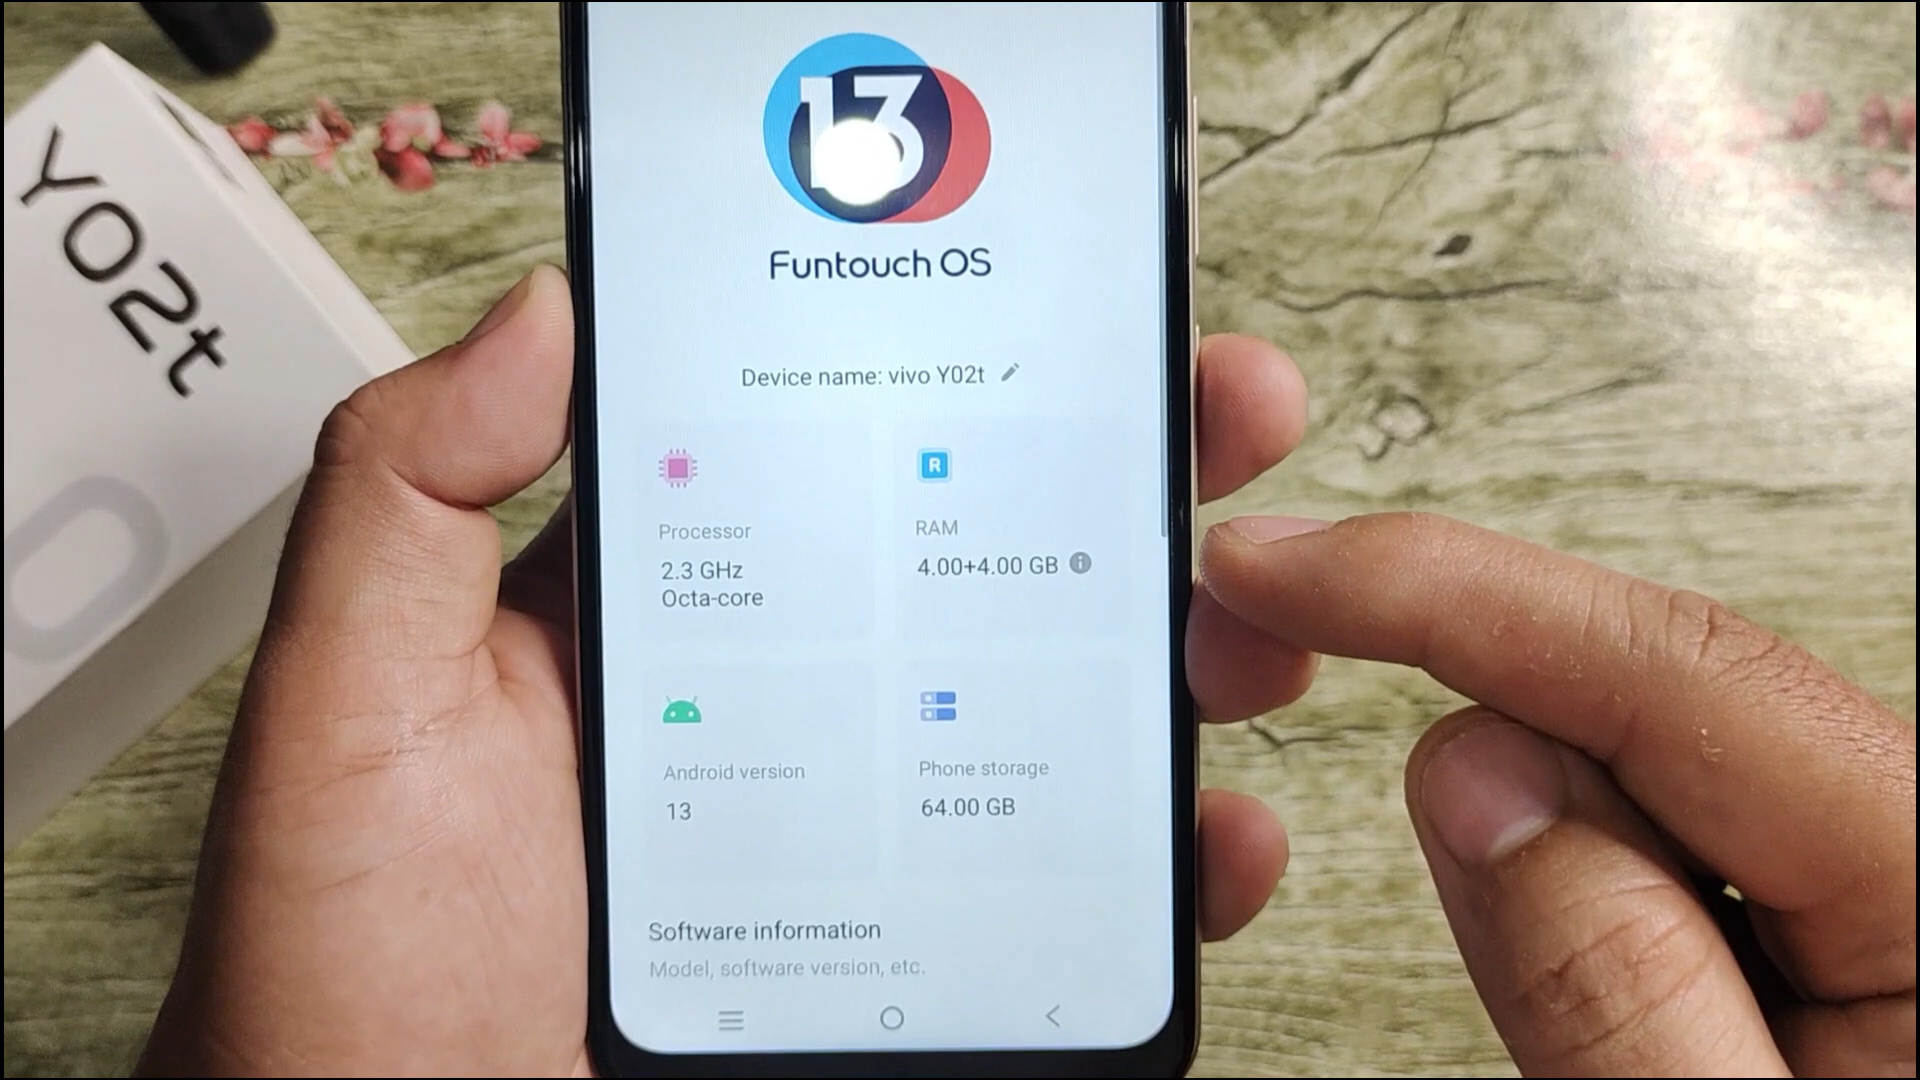 Y02t
13
Funtouch OS
Device name: vivo Y02t
Processor
2.3 GHz
Octa-core
R
RAM
4.00+4.00 GB
Android version
13
Phone storage
64.00 GB
Software information
Model, software version, etc.